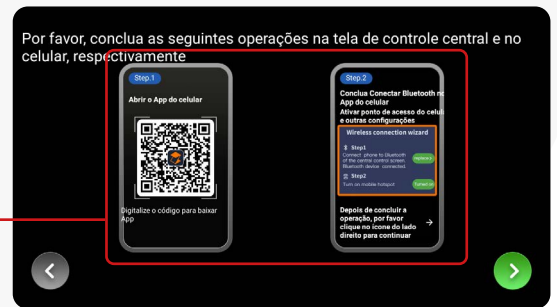 Por favor, conclua as seguintes operações na tela de controle central e no
celular, respectivamente
Step.1
Abrir o App do celular
Digitalize o código para baixar
App
Step.2
Conclua Conectar Bluetooth no
App do celular
Ativar ponto de acesso do celul
e outras configurações
Wireless connection wizard
Step1
Connect phone to Bluetooth
of the central control screen
Bluetooth device connected.
Step2
Turn on mobile hotspot
Turned on
Depois de concluir a
operação, por favor
clique no ícone do lado
direito para continuar